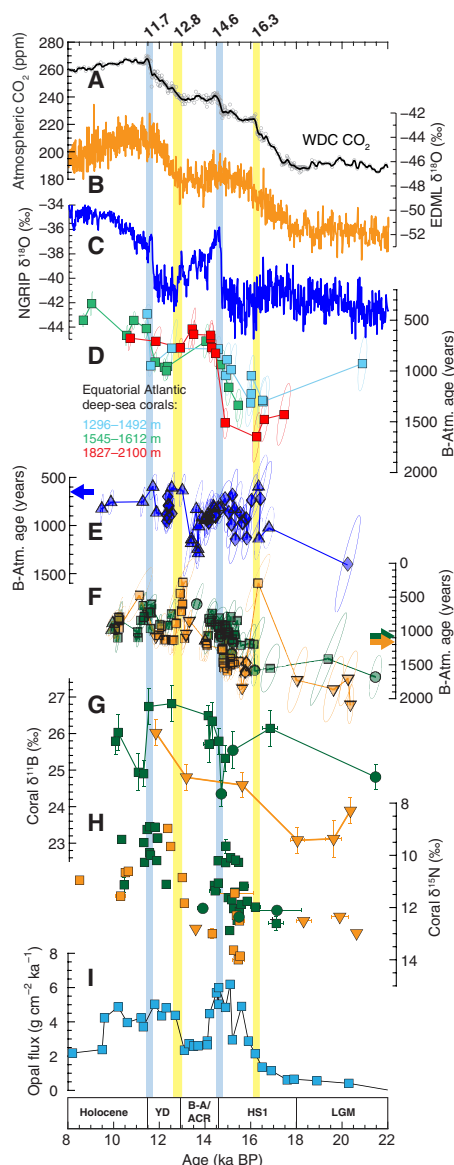 11.7 12.8 14.6 16.3
280
260
240
220
200
180
Atmospheric CO2 (ppm)
A
WDC CO2
−42
−44
−46
−48
−50
−52
EDML δ18O (‰)
B
−34
−36
−38
−40
−42
−44
NGRIP δ18O (‰)
C
500
1000
1500
2000
B-Atm. age (years)
D
Equatorial Atlantic
deep-sea corals:
1296–1492 m
1545–1612 m
1827–2100 m
500
1000
1500
B-Atm. age (years)
E
0
500
1000
1500
2000
B-Atm. age (years)
F
27
26
25
24
23
Coral δ11B (‰)
G
8
10
12
14
Coral δ15N (‰)
H
8
6
4
2
0
Opal flux (g cm−2 ka−1)
I
Holocene YD B-A/ HS1 LGM
ACR
8 10 12 14 16 18 20 22
Age (ka BP)